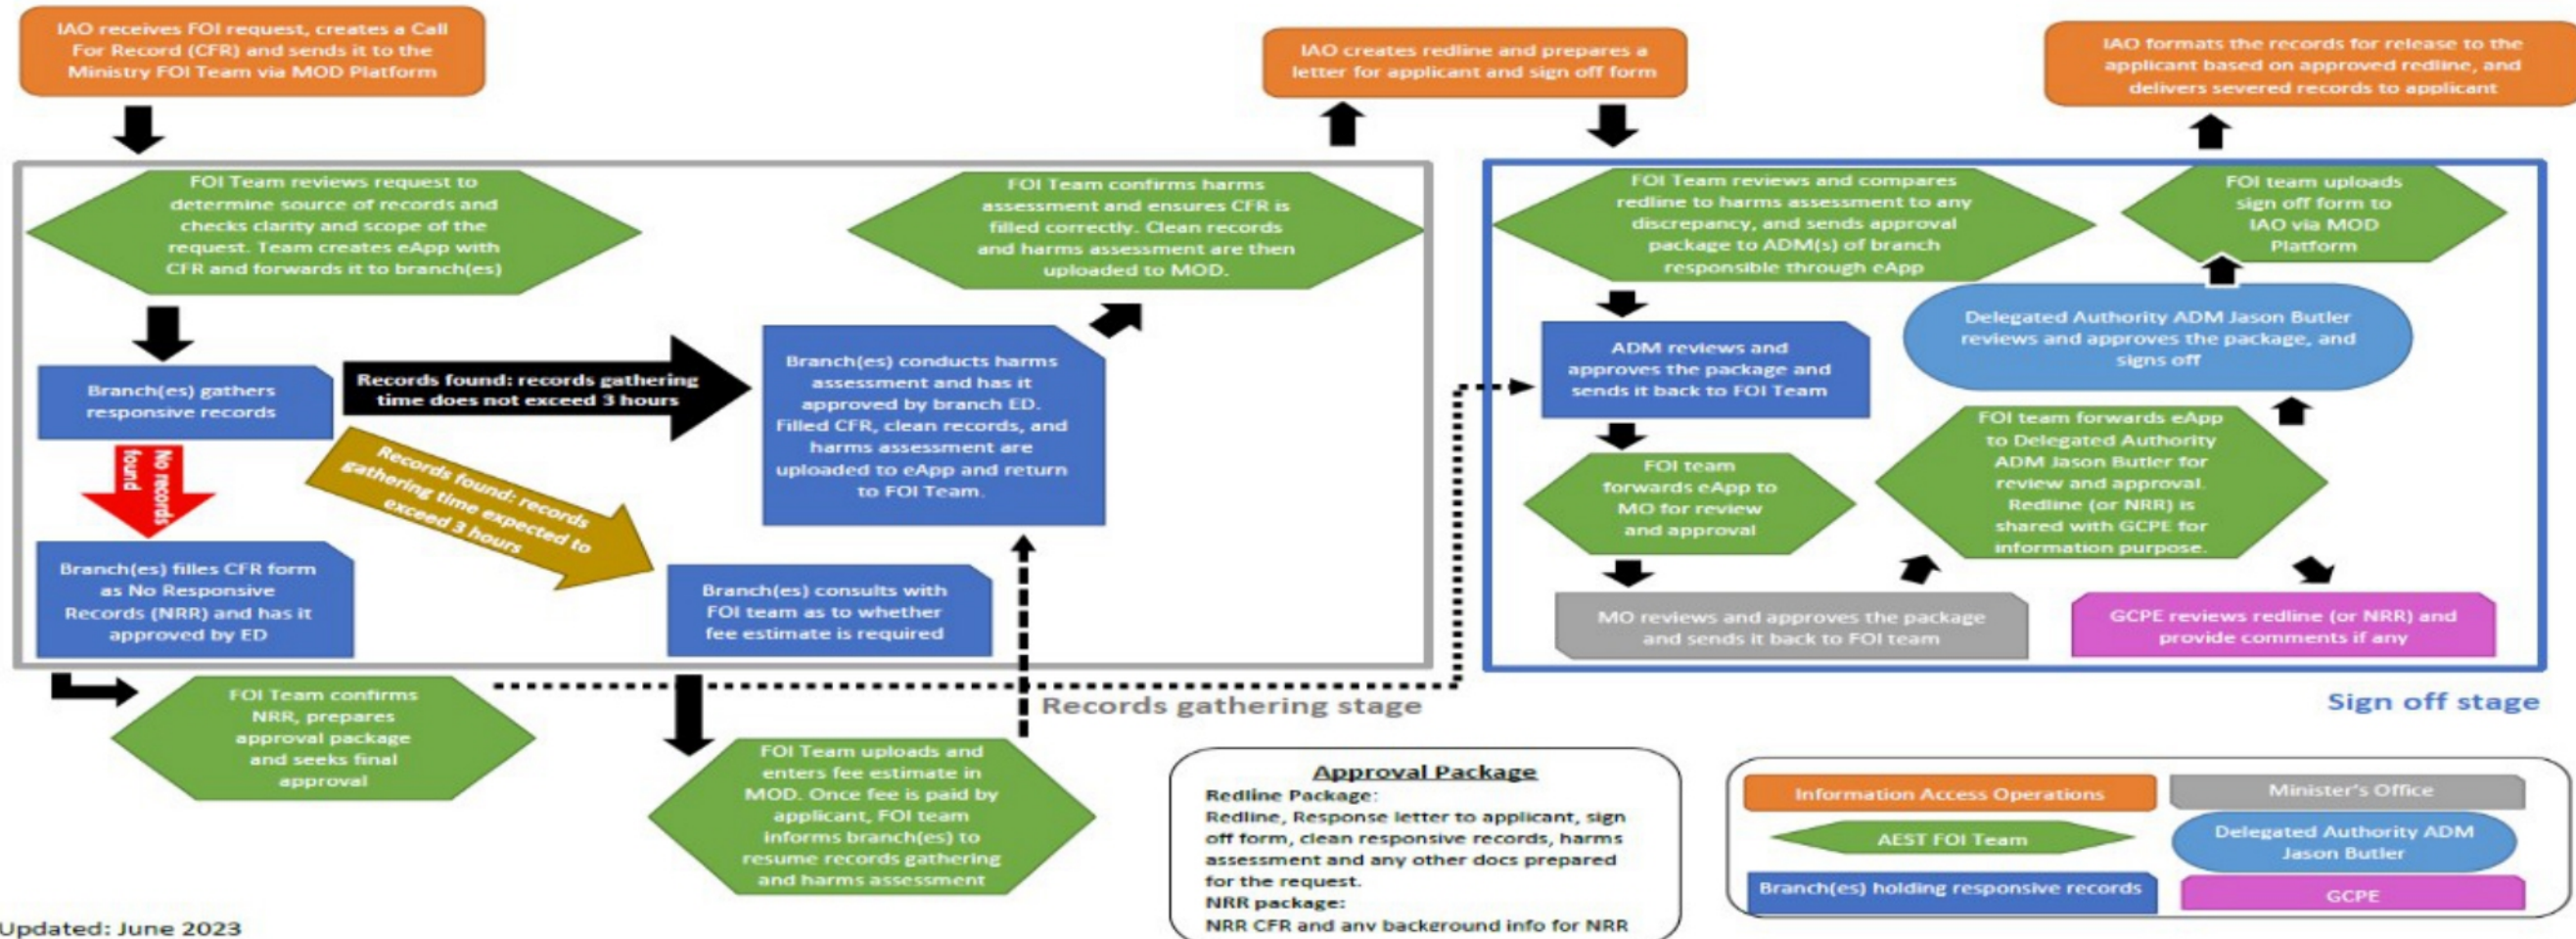 IAO receives FOI request, creates a Call
For Record (CFR) and sends it to the
Ministry FOI Team via MOD Platform
IAO creates redline and prepares a
letter for applicant and sign off form
IAO formats the records for release to the
applicant based on approved redline, and
delivers severed records to applicant
FOI Team reviews request to
determine source of records and
checks clarity and scope of the
request. Team creates eApp with
CFR and forwards it to branch(es)
FOI Team confirms harms
assessment and ensures CFR is
filled correctly. Clean records
and harms assessment are then
uploaded to MOD.
Branch(es) gathers
responsive records
Records found: records gathering
time does not exceed 3 hours
Branch(es) conducts harms
assessment and has it
approved by branch ED.
Filled CFR, clean records, and
harms assessment are
uploaded to eApp and return
to FOI Team.
No records
found
Records found: records
gathering time expected to
exceed 3 hours
Branch(es) filles CFR form
as No Responsive
Records (NRR) and has it
approved by ED
Branch(es) consults with
FOI team as to whether
fee estimate is required
FOI Team confirms
NRR, prepares
approval package
and seeks final
approval
Records gathering stage
FOI Team uploads and
enters fee estimate in
MOD. Once fee is paid by
applicant, FOI team
informs branch(es) to
resume records gathering
and harms assessment
FOI Team reviews and compares
redline to harms assessment to any
discrepancy, and sends approval
package to ADM(s) of branch
responsible through eApp
FOI team uploads
sign off form to
IAO via MOD
Platform
ADM reviews and
approves the package and
sends it back to FOI Team
Delegated Authority ADM Jason Butler
reviews and approves the package, and
signs off
FOI team
forwards eApp to
MO for review
and approval
FOI team forwards eApp
to Delegated Authority
ADM Jason Butler for
review and approval.
Redline (or NRR) is
shared with GCPE for
information purpose.
MO reviews and approves the package
and sends it back to FOI team
GCPE reviews redline (or NRR) and
provide comments if any
Sign off stage
Approval Package
Redline Package:
Redline, Response letter to applicant, sign
off form, clean responsive records, harms
assessment and any other docs prepared
for the request.
NRR package:
NRR CFR and any background info for NRR
Information Access Operations
Minister's Office
AEST FOI Team
Delegated Authority ADM
Jason Butler
Branch(es) holding responsive records
GCPE
Updated: June 2023